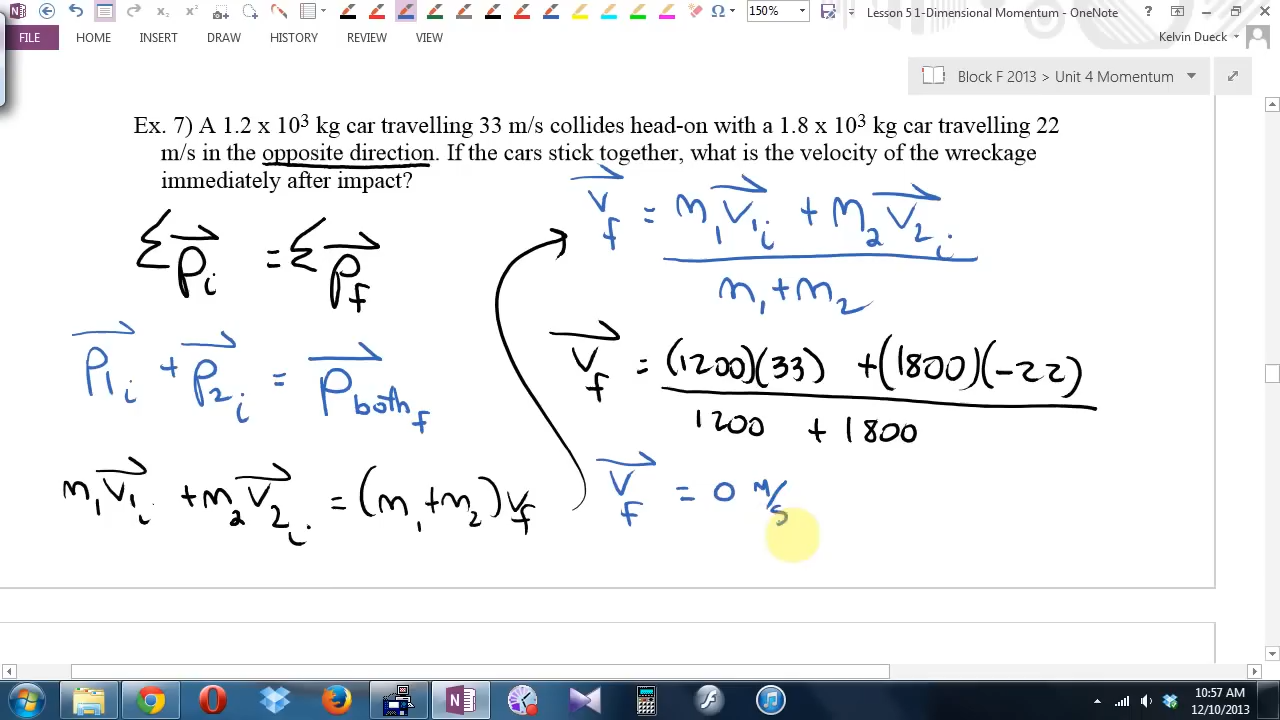 150%
Lesson 5 1-Dimensional Momentum - OneNote
FILE HOME INSERT DRAW HISTORY REVIEW VIEW
Kelvin Dueck
Block F 2013 > Unit 4 Momentum
Ex. 7) A 1.2 x 10³ kg car travelling 33 m/s collides head-on with a 1.8 x 10³ kg car travelling 22
m/s in the opposite direction. If the cars stick together, what is the velocity of the wreckage
immediately after impact?
Σp⃗ᵢ = Σp⃗f
p⃗₁ᵢ + p⃗₂ᵢ = p⃗both f
m₁v⃗₁ᵢ + m₂v⃗₂ᵢ = (m₁ + m₂)vf
v⃗f = m₁v⃗₁ᵢ + m₂v⃗₂ᵢ
m₁ + m₂
v⃗f = (1200)(33) + (1800)(-22)
1200 + 1800
v⃗f = 0 m/s
10:57 AM
12/10/2013